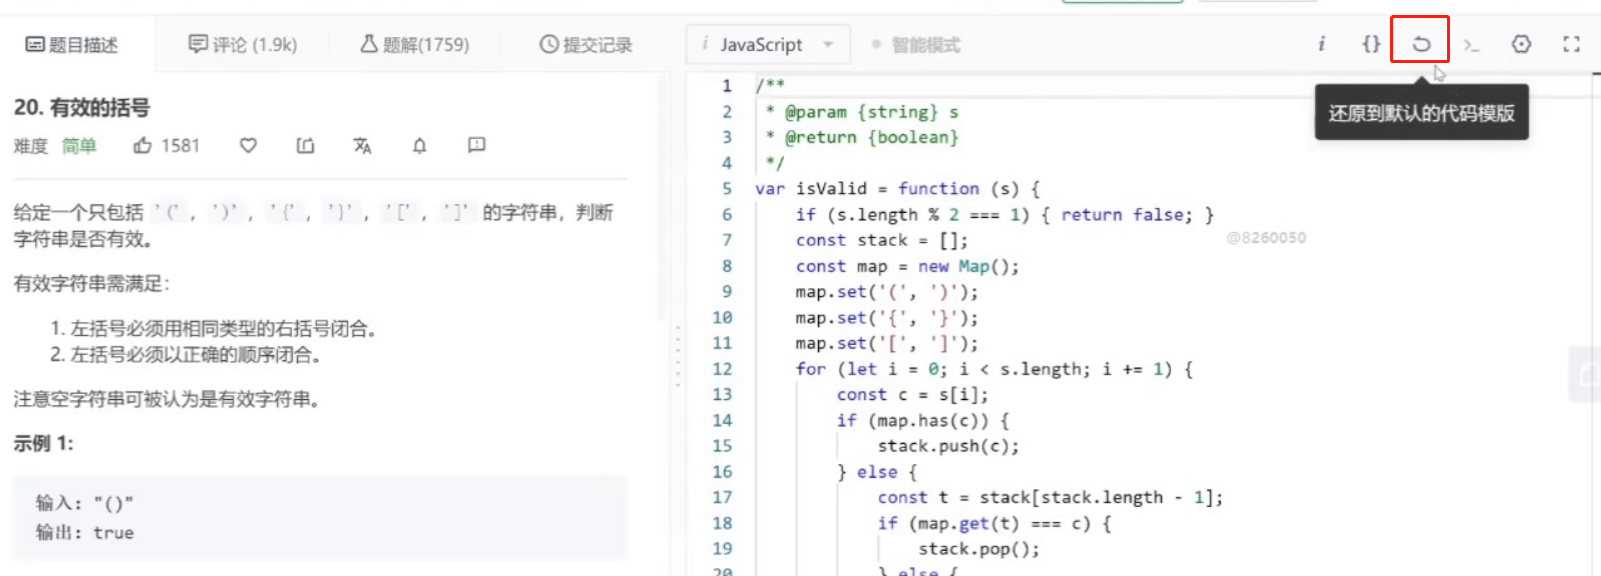 题目描述
评论 (1.9k)
题解(1759)
提交记录
i JavaScript
智能模式
i {} >_
还原到默认的代码模版
20. 有效的括号
难度 简单 1581
给定一个只包括 '(', ')', '{', '}', '[', ']' 的字符串，判断
字符串是否有效。
有效字符串需满足：
1. 左括号必须用相同类型的右括号闭合。
2. 左括号必须以正确的顺序闭合。
注意空字符串可被认为是有效字符串。
示例 1:
输入: "()"
输出: true
1 /**
2 * @param {string} s
3 * @return {boolean}
4 */
5 var isValid = function (s) {
6 if (s.length % 2 === 1) { return false; }
7 const stack = [];
@8260050
8 const map = new Map();
9 map.set('(', ')');
10 map.set('{', '}');
11 map.set('[', ']');
12 for (let i = 0; i < s.length; i += 1) {
13 const c = s[i];
14 if (map.has(c)) {
15 stack.push(c);
16 } else {
17 const t = stack[stack.length - 1];
18 if (map.get(t) === c) {
19 stack.pop();
20 } else {